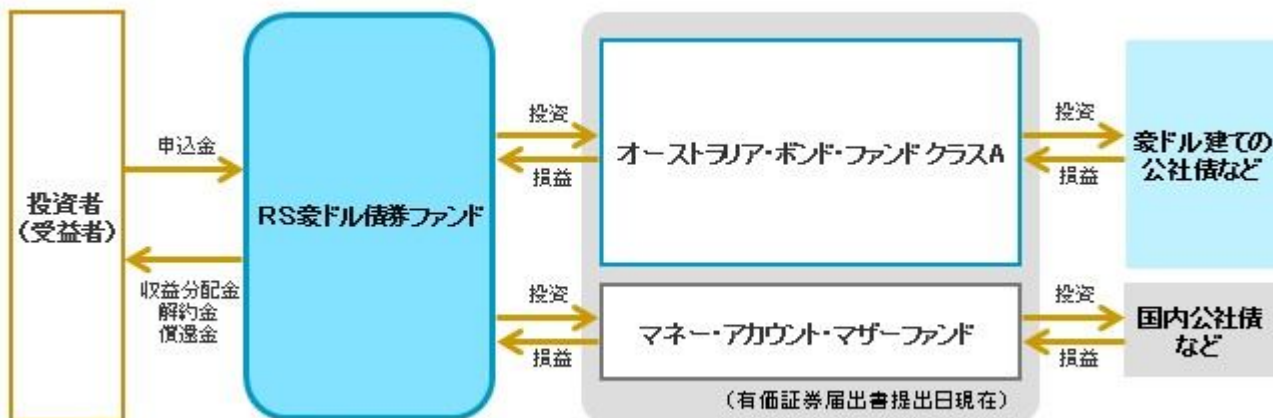 投資者
(受益者)
申込金
収益分配金
解約金
償還金
RS豪ドル債券ファンド
投資
損益
オーストラリア・ボンド・ファンド クラスA
投資
損益
豪ドル建ての
公社債など
投資
損益
マネー・アカウント・マザーファンド
投資
損益
国内公社債
など
(有価証券届出書提出日現在)